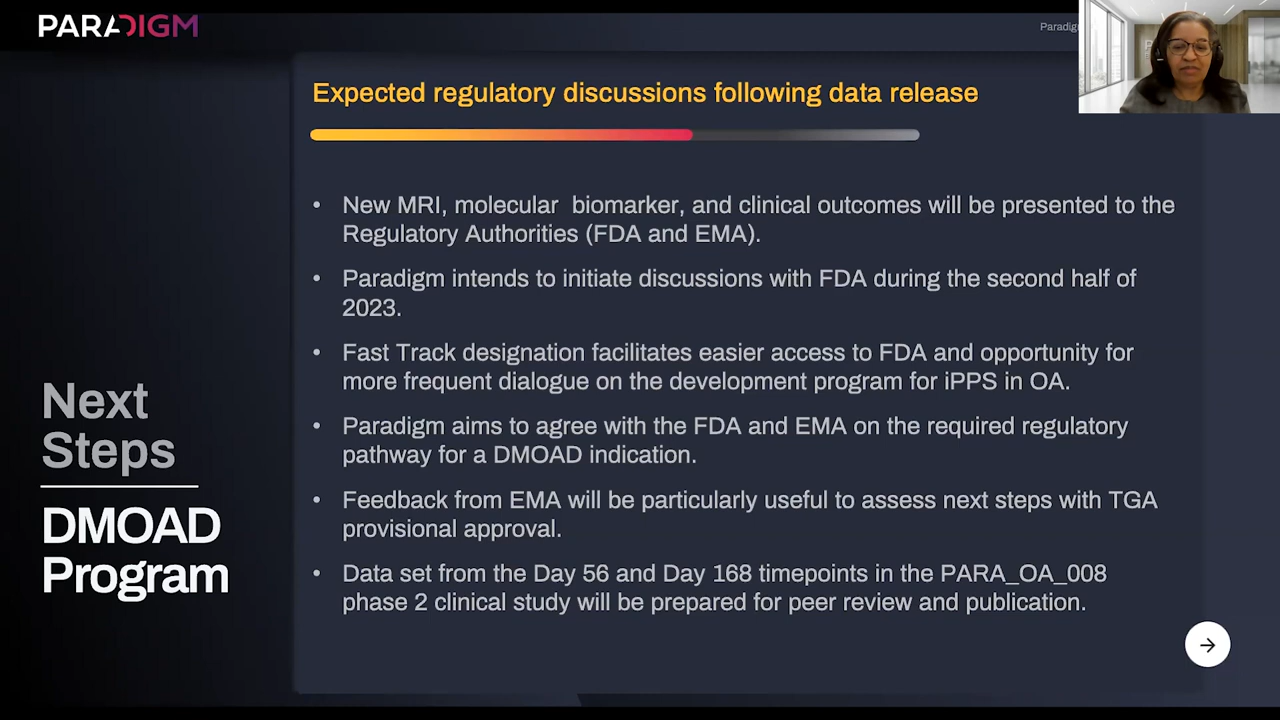 PARADIGM
Paradigm
Expected regulatory discussions following data release
• New MRI, molecular  biomarker, and clinical outcomes will be presented to the
Regulatory Authorities (FDA and EMA).
• Paradigm intends to initiate discussions with FDA during the second half of
2023.
• Fast Track designation facilitates easier access to FDA and opportunity for
more frequent dialogue on the development program for iPPS in OA.
• Paradigm aims to agree with the FDA and EMA on the required regulatory
pathway for a DMOAD indication.
• Feedback from EMA will be particularly useful to assess next steps with TGA
provisional approval.
• Data set from the Day 56 and Day 168 timepoints in the PARA_OA_008
phase 2 clinical study will be prepared for peer review and publication.
Next
Steps
DMOAD
Program